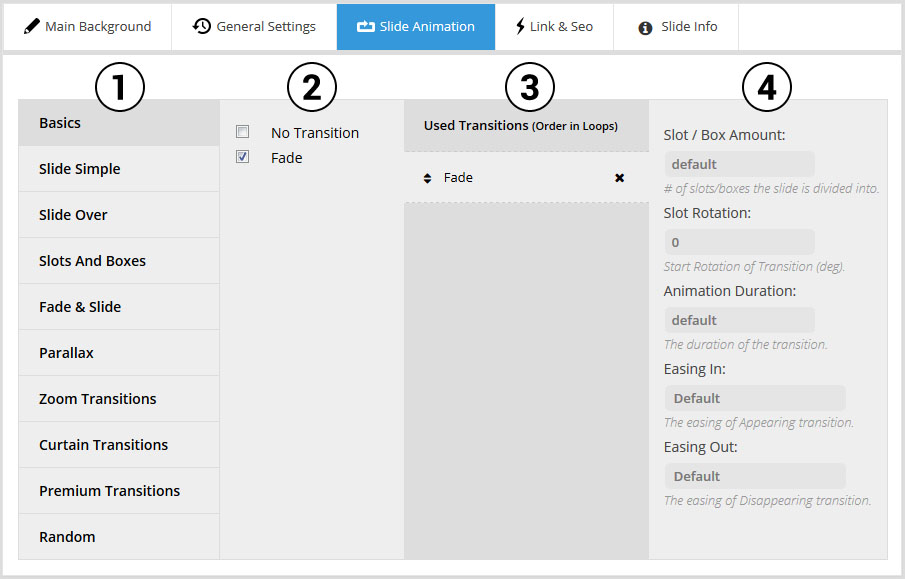 Main Background
General Settings
Slide Animation
Link & Seo
Slide Info
1
2
3
4
Basics
Slide Simple
Slide Over
Slots And Boxes
Fade & Slide
Parallax
Zoom Transitions
Curtain Transitions
Premium Transitions
Random
No Transition
Fade
Used Transitions (Order in Loops)
Fade
Slot / Box Amount:
default
# of slots/boxes the slide is divided into.
Slot Rotation:
0
Start Rotation of Transition (deg).
Animation Duration:
default
The duration of the transition.
Easing In:
Default
The easing of Appearing transition.
Easing Out:
Default
The easing of Disappearing transition.